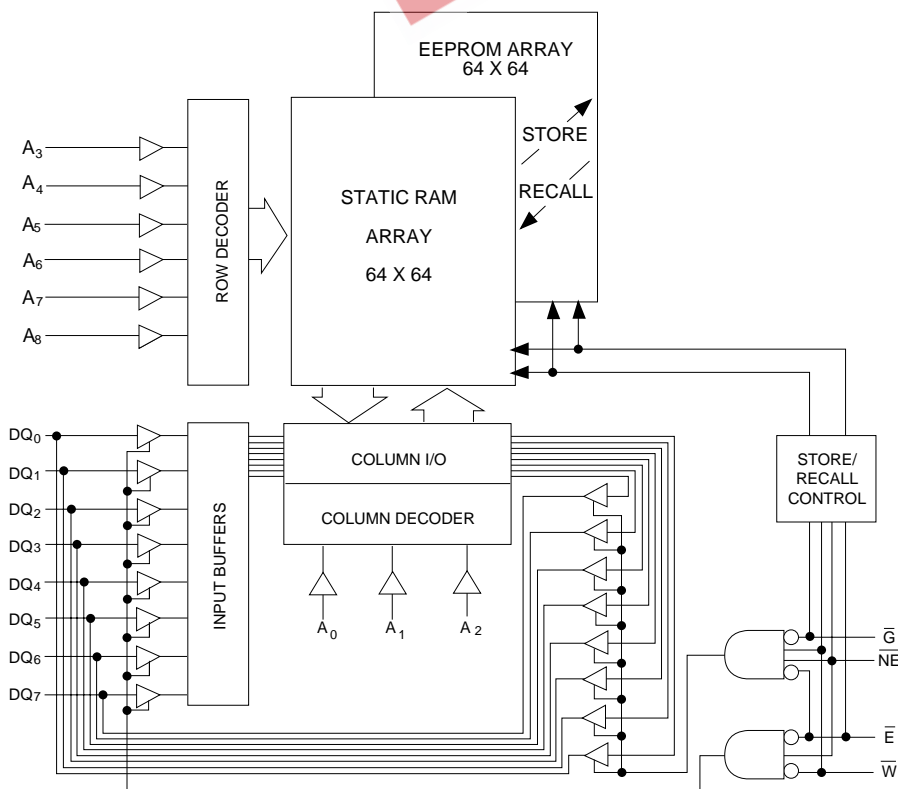 EEPROM ARRAY
64 X 64
STORE
RECALL
STATIC RAM
ARRAY
64 X 64
A3
A4
A5
A6
A7
A8
ROW DECODER
DQ0
DQ1
DQ2
DQ3
DQ4
DQ5
DQ6
DQ7
INPUT BUFFERS
COLUMN I/O
COLUMN DECODER
A0
A1
A2
STORE/
RECALL
CONTROL
G̅
N̅E̅
E̅
W̅